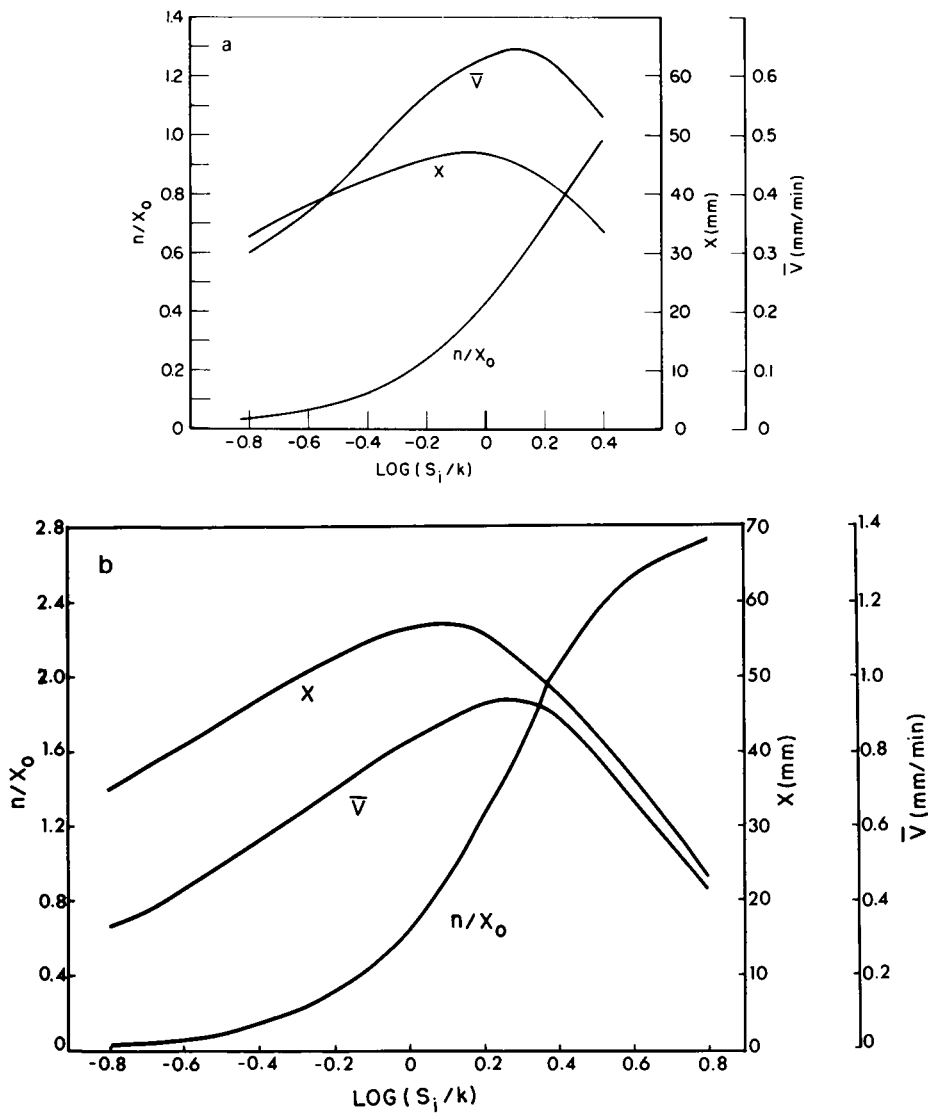 a
1.4
1.2
1.0
0.8
0.6
0.4
0.2
0
n/X₀
V̄
X
n/X₀
60
50
40
30
20
10
0
X (mm)
0.6
0.5
0.4
0.3
0.2
0.1
0
V̄ (mm/min)
-0.8 -0.6 -0.4 -0.2 0 0.2 0.4
LOG (Sᵢ/k)
b
2.8
2.4
2.0
1.6
1.2
0.8
0.4
0
n/X₀
X
V̄
n/X₀
70
60
50
40
30
20
10
0
X (mm)
1.4
1.2
1.0
0.8
0.6
0.4
0.2
0
V̄ (mm/min)
-0.8 -0.6 -0.4 -0.2 0 0.2 0.4 0.6 0.8
LOG (Sᵢ/k)